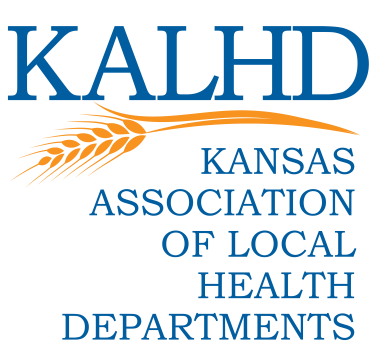 KALHD
KANSAS
ASSOCIATION
OF LOCAL
HEALTH
DEPARTMENTS